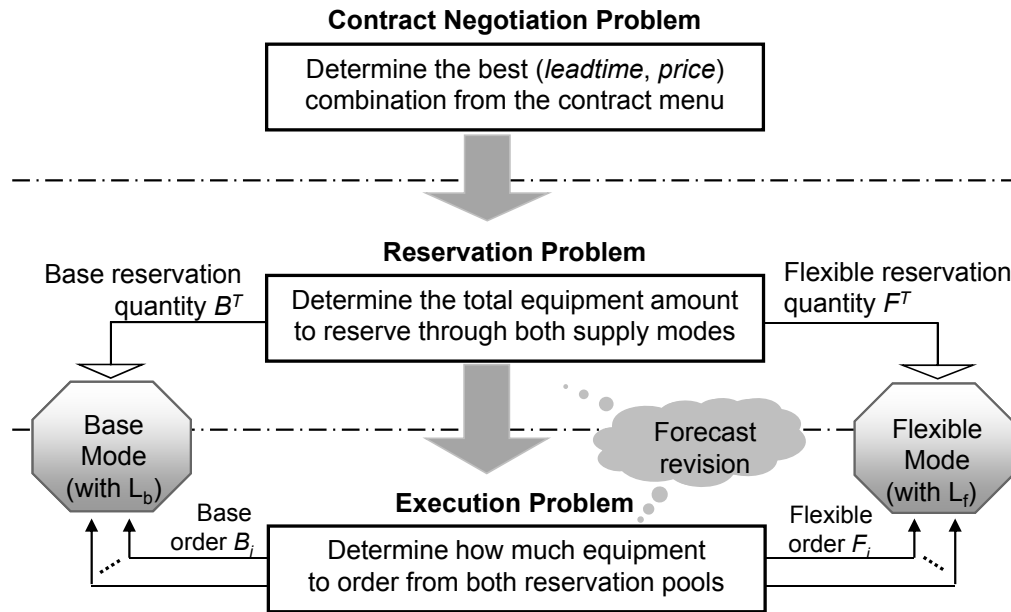 Contract Negotiation Problem
Determine the best (leadtime, price)
combination from the contract menu
Reservation Problem
Base reservation
quantity B^T
Determine the total equipment amount
to reserve through both supply modes
Flexible reservation
quantity F^T
Base
Mode
(with L_b)
Forecast
revision
Flexible
Mode
(with L_f)
Execution Problem
Base
order B_i
Determine how much equipment
to order from both reservation pools
Flexible
order F_i